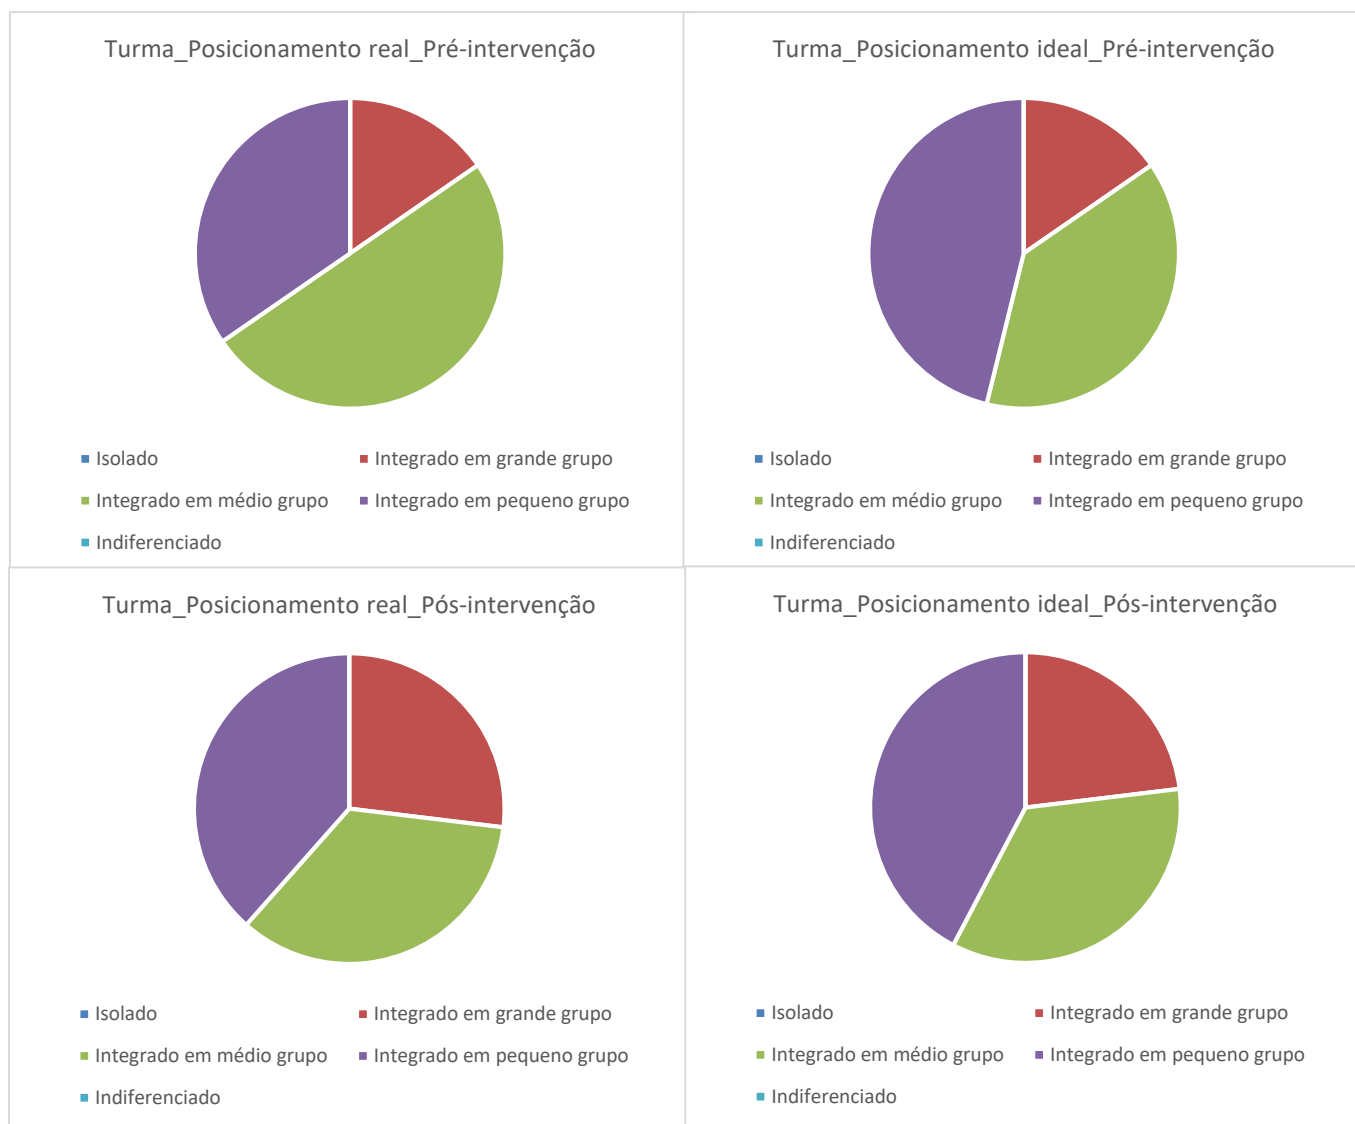 Turma_Posicionamento real_Pré-intervenção
Isolado
Integrado em grande grupo
Integrado em médio grupo
Integrado em pequeno grupo
Indiferenciado
Turma_Posicionamento ideal_Pré-intervenção
Isolado
Integrado em grande grupo
Integrado em médio grupo
Integrado em pequeno grupo
Indiferenciado
Turma_Posicionamento real_Pós-intervenção
Isolado
Integrado em grande grupo
Integrado em médio grupo
Integrado em pequeno grupo
Indiferenciado
Turma_Posicionamento ideal_Pós-intervenção
Isolado
Integrado em grande grupo
Integrado em médio grupo
Integrado em pequeno grupo
Indiferenciado